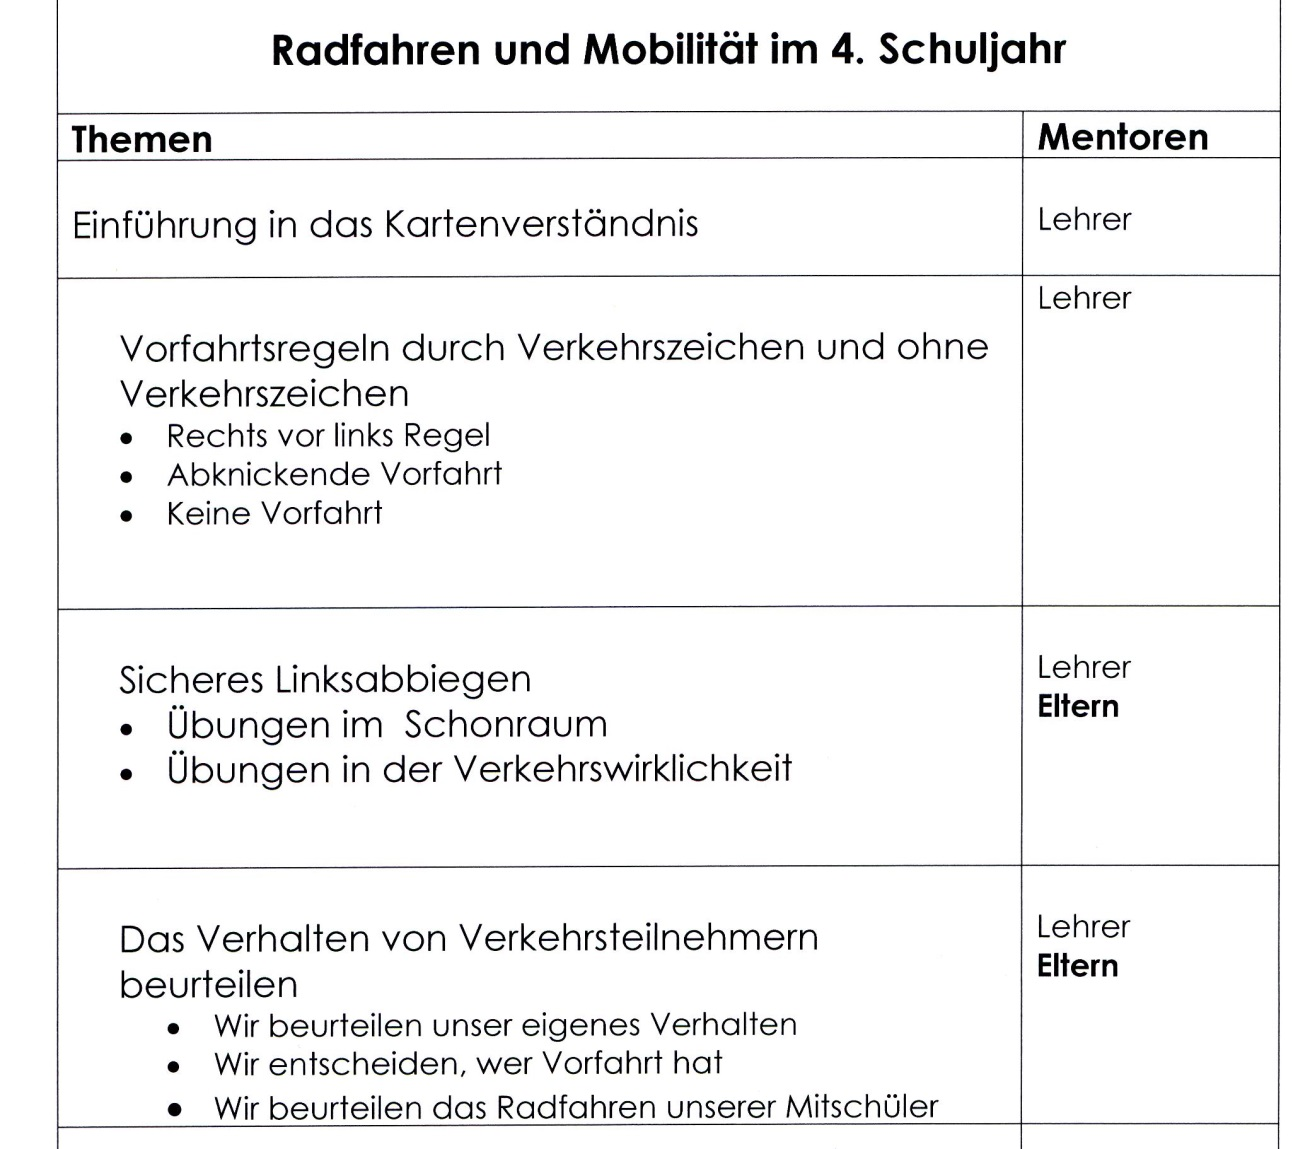 Radfahren und Mobilität im 4. Schuljahr
Themen
Mentoren
Einführung in das Kartenverständnis
Lehrer
Vorfahrtsregeln durch Verkehrszeichen und ohne
Verkehrszeichen
• Rechts vor links Regel
• Abknickende Vorfahrt
• Keine Vorfahrt
Lehrer
Sicheres Linksabbiegen
• Übungen im Schonraum
• Übungen in der Verkehrswirklichkeit
Lehrer
Eltern
Das Verhalten von Verkehrsteilnehmern
beurteilen
• Wir beurteilen unser eigenes Verhalten
• Wir entscheiden, wer Vorfahrt hat
• Wir beurteilen das Radfahren unserer Mitschüler
Lehrer
Eltern